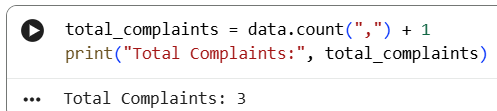 total_complaints = data.count(",") + 1
print("Total Complaints:", total_complaints)
Total Complaints: 3